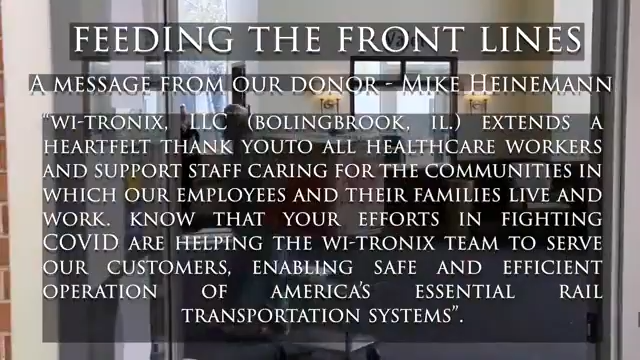 FEEDING THE FRONT LINES
A MESSAGE FROM OUR DONOR - MIKE HEINEMANN
"WI-TRONIX, LLC (BOLINGBROOK, IL.) EXTENDS A
HEARTFELT THANK YOUTO ALL HEALTHCARE WORKERS
AND SUPPORT STAFF CARING FOR THE COMMUNITIES IN
WHICH OUR EMPLOYEES AND THEIR FAMILIES LIVE AND
WORK. KNOW THAT YOUR EFFORTS IN FIGHTING
COVID ARE HELPING THE WI-TRONIX TEAM TO SERVE
OUR CUSTOMERS, ENABLING SAFE AND EFFICIENT
OPERATION OF AMERICA'S ESSENTIAL RAIL
TRANSPORTATION SYSTEMS".